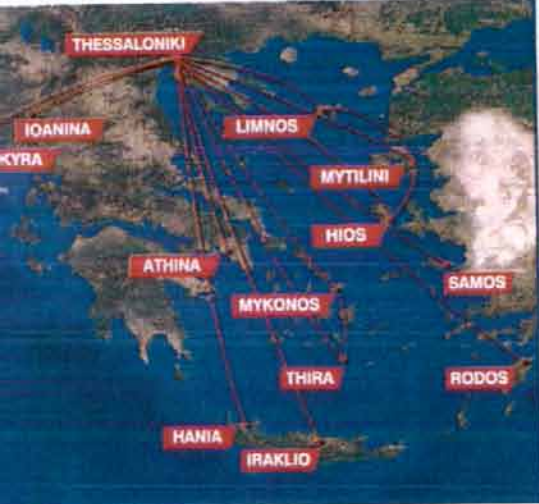 THESSALONIKI
IOANINA
LIMNOS
KYRA
MYTILINI
HIOS
ATHINA
SAMOS
MYKONOS
THIRA
RODOS
HANIA
IRAKLIO